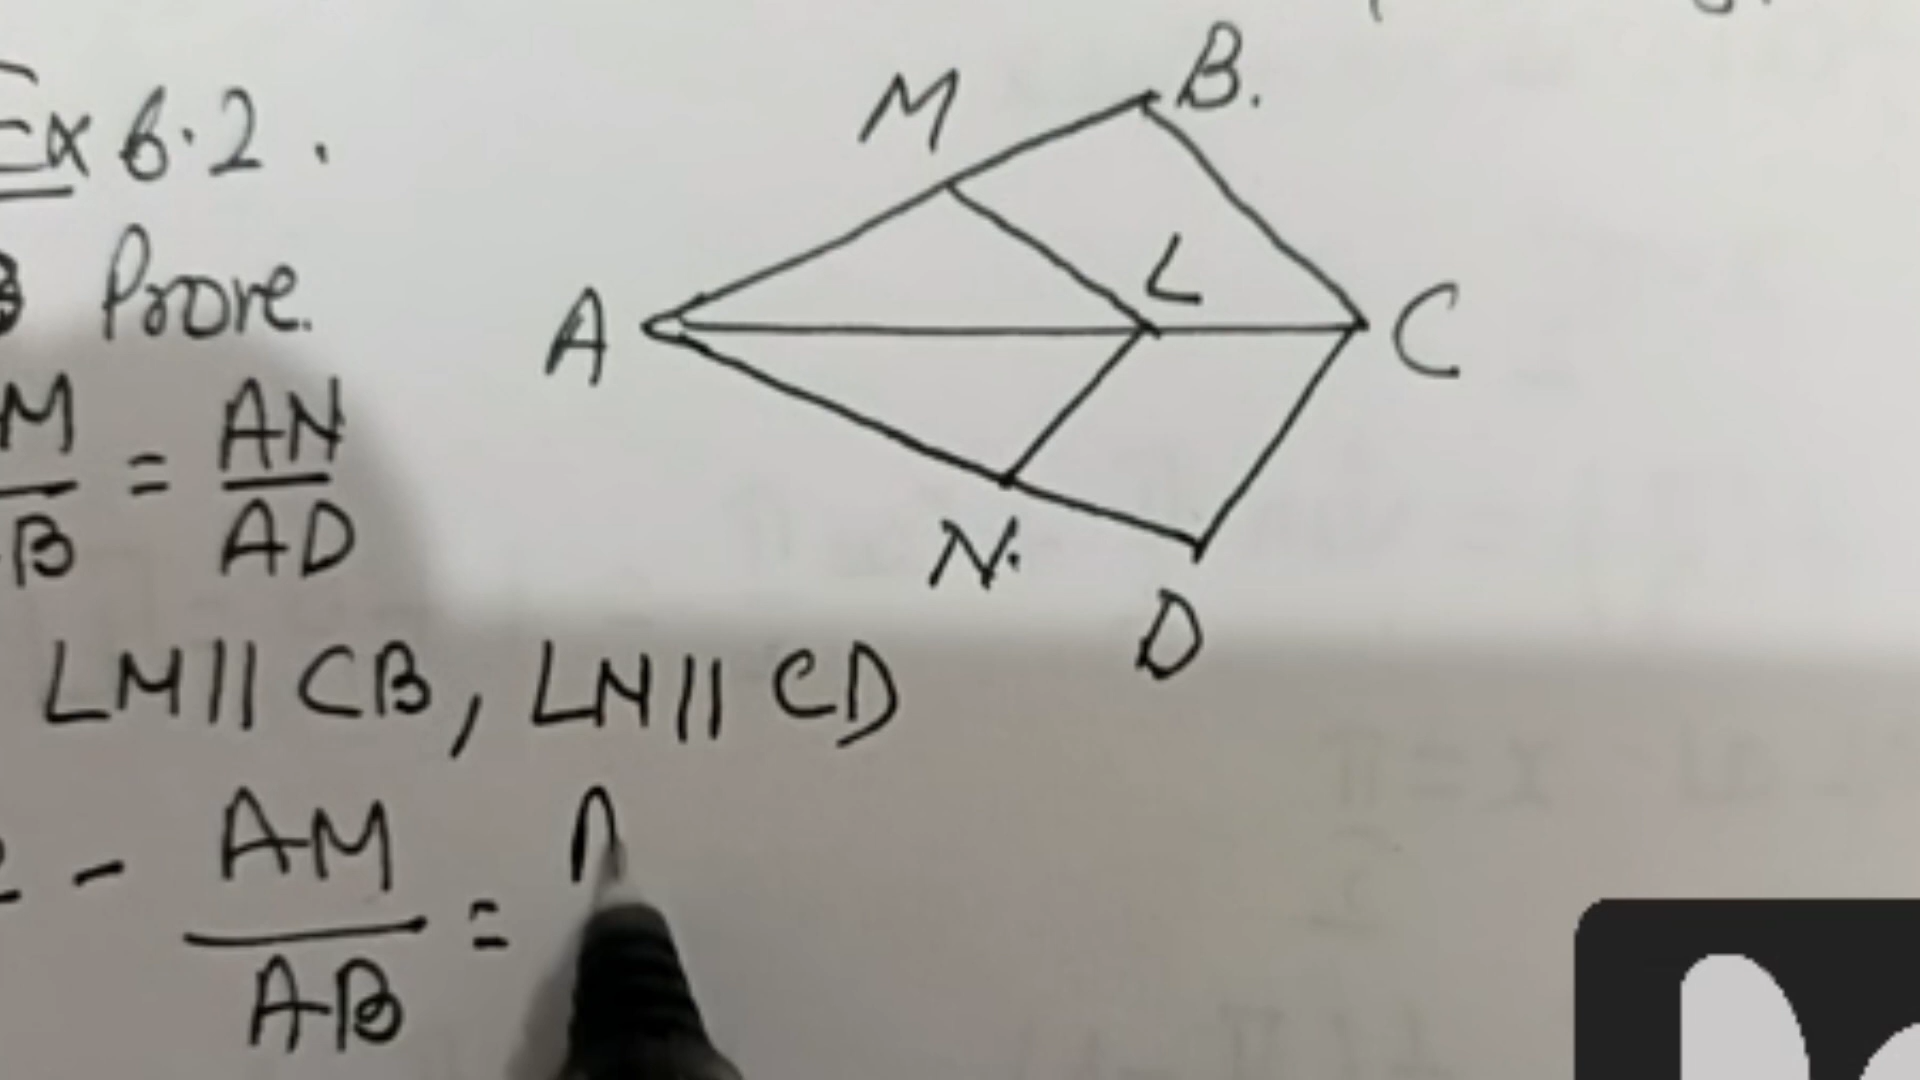 Ex 6.2.
M B.
Prove.
L
A C
M = AN
B AD
N.
D
LM || CB, LN || CD
- AM =
AB